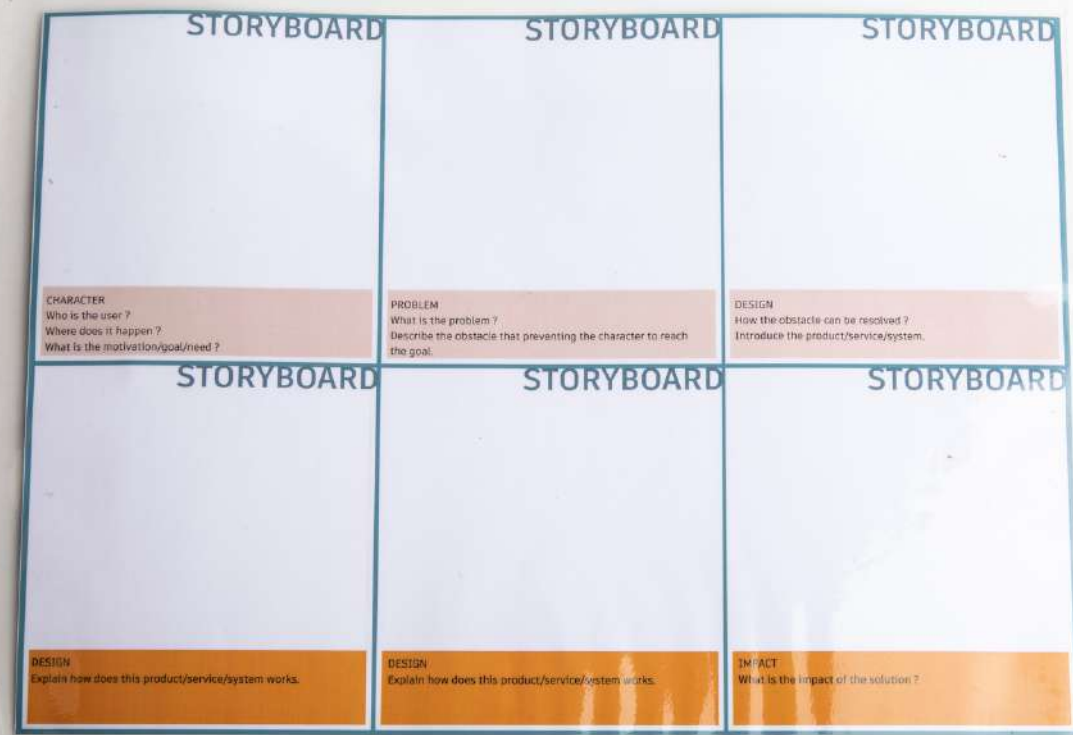 STORYBOARD
CHARACTER
Who is the user ?
Where does it happen ?
What is the motivation/goal/need ?
STORYBOARD
PROBLEM
What is the problem ?
Describe the obstacle that preventing the character to reach
the goal.
STORYBOARD
DESIGN
How the obstacle can be resolved ?
Introduce the product/service/system.
STORYBOARD
DESIGN
Explain how does this product/service/system works.
STORYBOARD
DESIGN
Explain how does this product/service/system works.
STORYBOARD
IMPACT
What is the impact of the solution ?